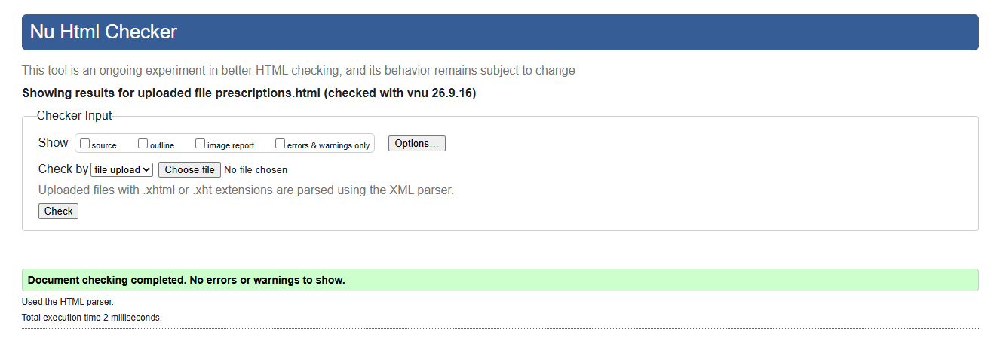 Nu Html Checker
This tool is an ongoing experiment in better HTML checking, and its behavior remains subject to change
Showing results for uploaded file prescriptions.html (checked with vnu 26.9.16)
Checker Input
Show source outline image report errors & warnings only Options...
Check by file upload Choose file No file chosen
Uploaded files with .xhtml or .xht extensions are parsed using the XML parser.
Check
Document checking completed. No errors or warnings to show.
Used the HTML parser.
Total execution time 2 milliseconds.